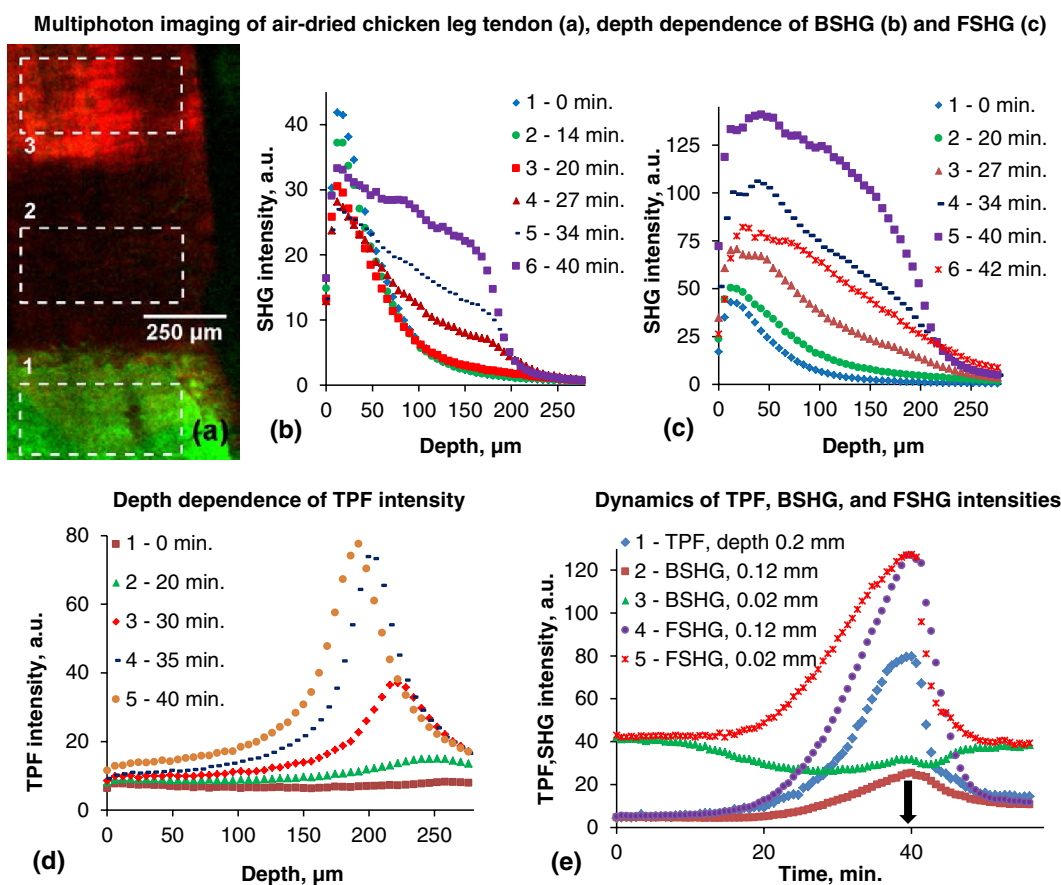 Multiphoton imaging of air-dried chicken leg tendon (a), depth dependence of BSHG (b) and FSHG (c)
3
2
250 µm
1
(a)
SHG intensity, a.u.
40
30
20
10
0
0 50 100 150 200 250
Depth, µm
(b)
1 - 0 min.
2 - 14 min.
3 - 20 min.
4 - 27 min.
5 - 34 min.
6 - 40 min.
SHG intensity, a.u.
125
100
75
50
25
0
0 50 100 150 200 250
Depth, µm
(c)
1 - 0 min.
2 - 20 min.
3 - 27 min.
4 - 34 min.
5 - 40 min.
6 - 42 min.
Depth dependence of TPF intensity
TPF intensity, a.u.
80
60
40
20
0
0 50 100 150 200 250
Depth, µm
(d)
1 - 0 min.
2 - 20 min.
3 - 30 min.
4 - 35 min.
5 - 40 min.
Dynamics of TPF, BSHG, and FSHG intensities
TPF,SHG intensity, a.u.
120
100
80
60
40
20
0
0 20 40
Time, min.
(e)
1 - TPF, depth 0.2 mm
2 - BSHG, 0.12 mm
3 - BSHG, 0.02 mm
4 - FSHG, 0.12 mm
5 - FSHG, 0.02 mm